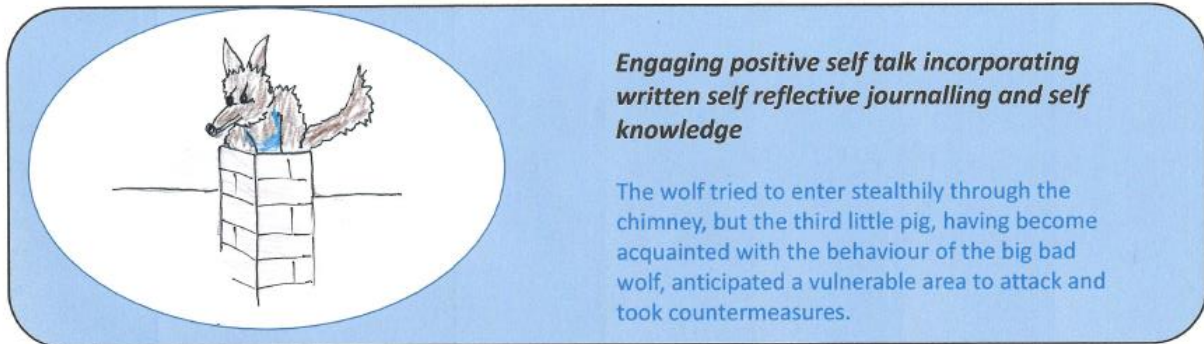 Engaging positive self talk incorporating
written self reflective journalling and self
knowledge
The wolf tried to enter stealthily through the
chimney, but the third little pig, having become
acquainted with the behaviour of the big bad
wolf, anticipated a vulnerable area to attack and
took countermeasures.